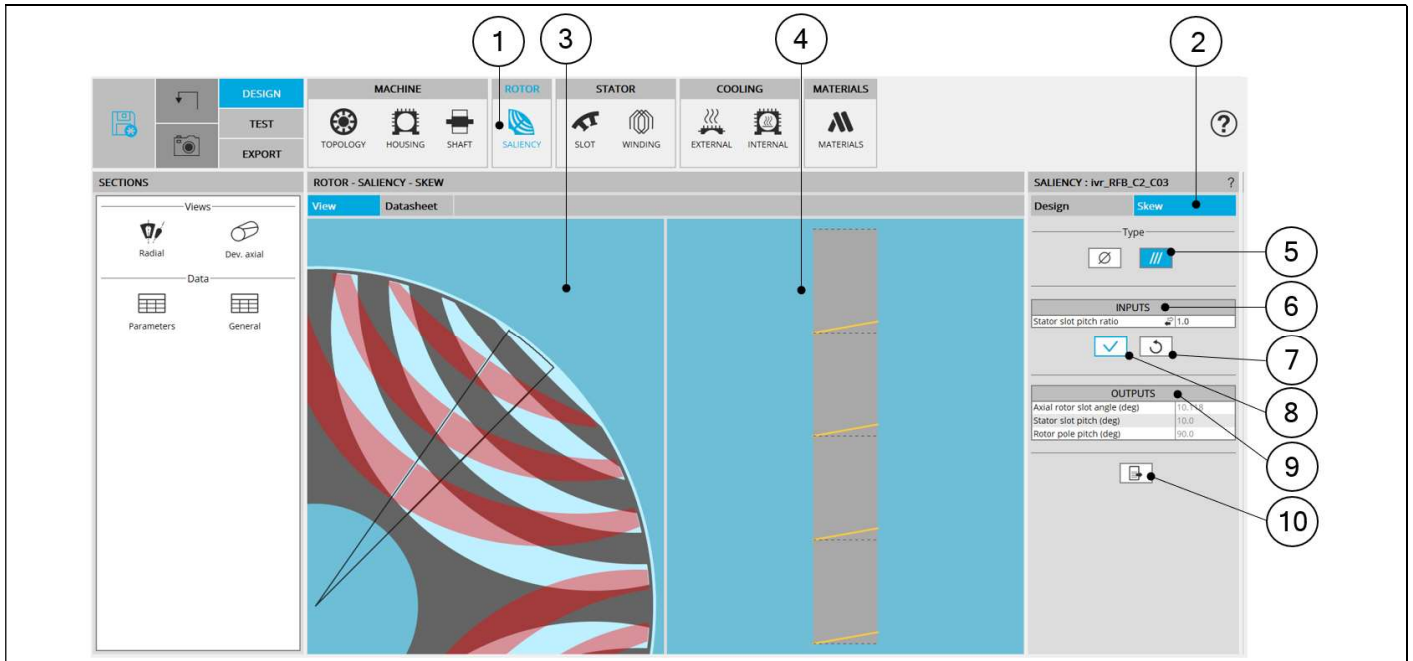 1
3
4
2
DESIGN
TEST
EXPORT
MACHINE
ROTOR
STATOR
COOLING
MATERIALS
TOPOLOGY
HOUSING
SHAFT
SALIENCY
SLOT
WINDING
EXTERNAL
INTERNAL
MATERIALS
?
SECTIONS
ROTOR - SALIENCY - SKEW
SALIENCY : ivr_RFB_C2_C03 ?
Views
Radial
Dev. axial
Data
Parameters
General
View
Datasheet
Design
Skew
Type
5
INPUTS
6
Stator slot pitch ratio 1.0
7
8
OUTPUTS
Axial rotor slot angle (deg) 10.118
Stator slot pitch (deg) 10.0
Rotor pole pitch (deg) 90.0
9
10